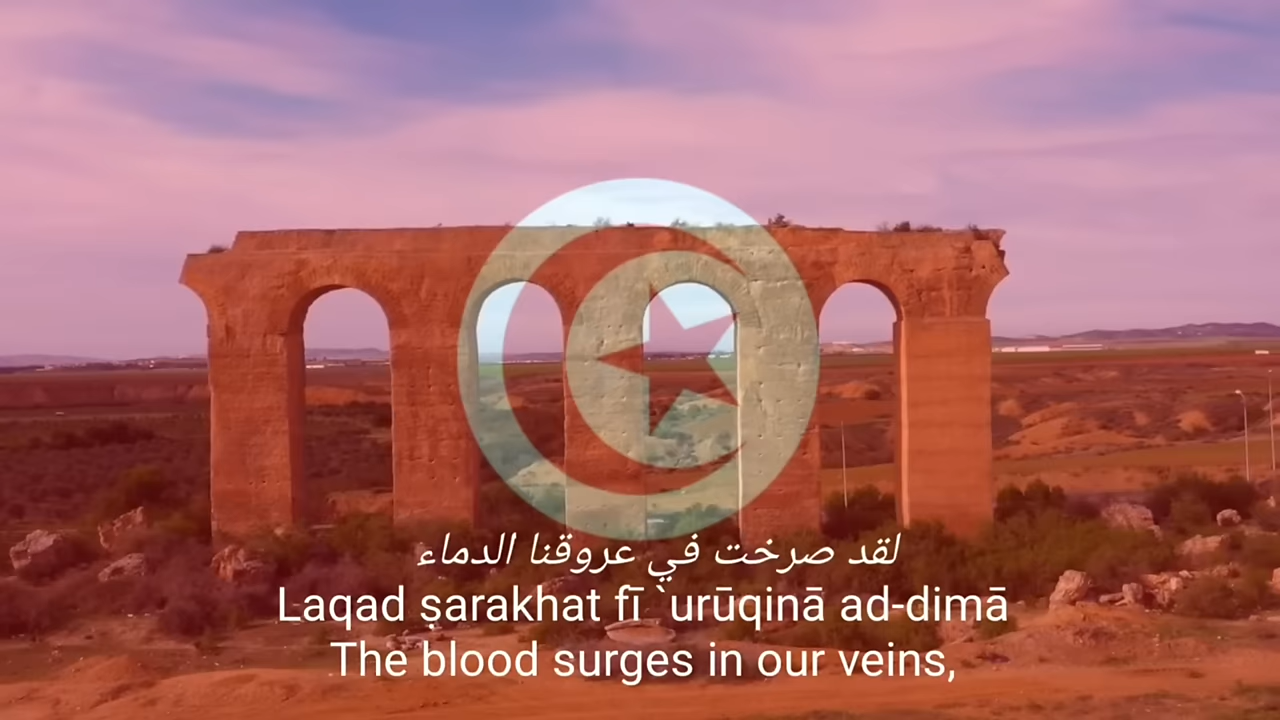 لقد صرخت في عروقنا الدماء
Laqad ṣarakhat fī `urūqinā ad-dimā
The blood surges in our veins,